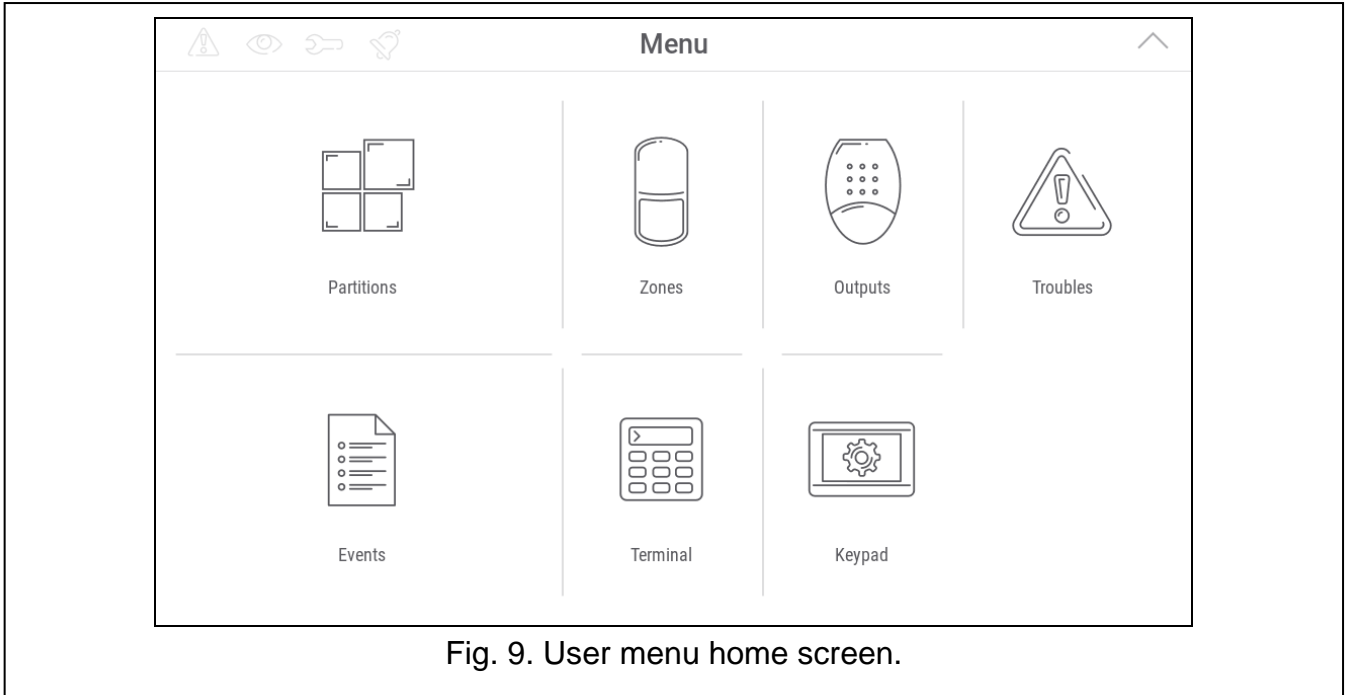 Menu
Partitions
Zones
Outputs
Troubles
Events
Terminal
Keypad
Fig. 9. User menu home screen.